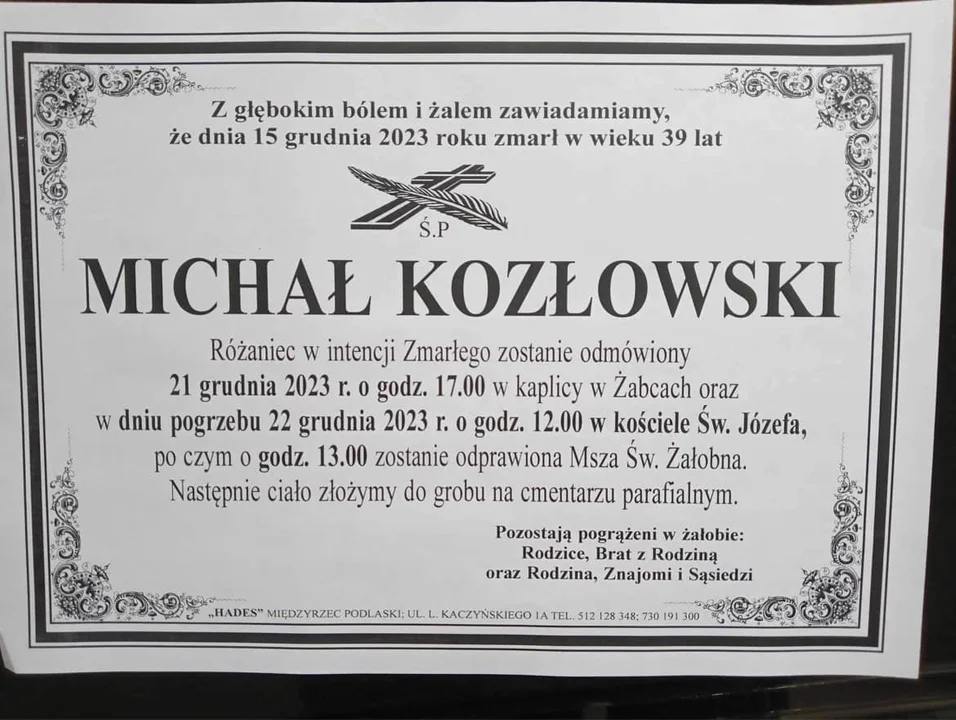 Z głębokim bólem i żalem zawiadamiamy,
że dnia 15 grudnia 2023 roku zmarł w wieku 39 lat
Ś.P
MICHAŁ KOZŁOWSKI
Różaniec w intencji Zmarłego zostanie odmówiony
21 grudnia 2023 r. o godz. 17.00 w kaplicy w Żabcach oraz
w dniu pogrzebu 22 grudnia 2023 r. o godz. 12.00 w kościele Św. Józefa,
po czym o godz. 13.00 zostanie odprawiona Msza Św. Żałobna.
Następnie ciało złożymy do grobu na cmentarzu parafialnym.
Pozostają pogrążeni w żałobie:
Rodzice, Brat z Rodziną
oraz Rodzina, Znajomi i Sąsiedzi
„HADES” MIĘDZYRZEC PODLASKI; UL. L. KACZYŃSKIEGO 1A TEL. 512 128 348; 730 191 300